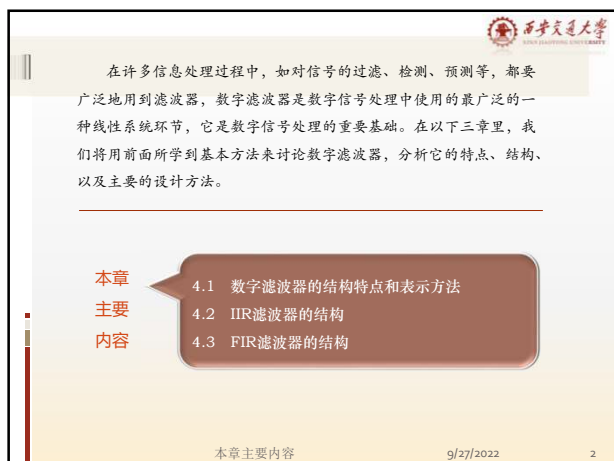 西安交通大学
XI'AN JIAOTONG UNIVERSITY
在许多信息处理过程中，如对信号的过滤、检测、预测等，都要
广泛地用到滤波器，数字滤波器是数字信号处理中使用的最广泛的一
种线性系统环节，它是数字信号处理的重要基础。在以下三章里，我
们将用前面所学到基本方法来讨论数字滤波器，分析它的特点、结构、
以及主要的设计方法。
本章
主要
内容
4.1 数字滤波器的结构特点和表示方法
4.2 IIR滤波器的结构
4.3 FIR滤波器的结构
本章主要内容 9/27/2022 2